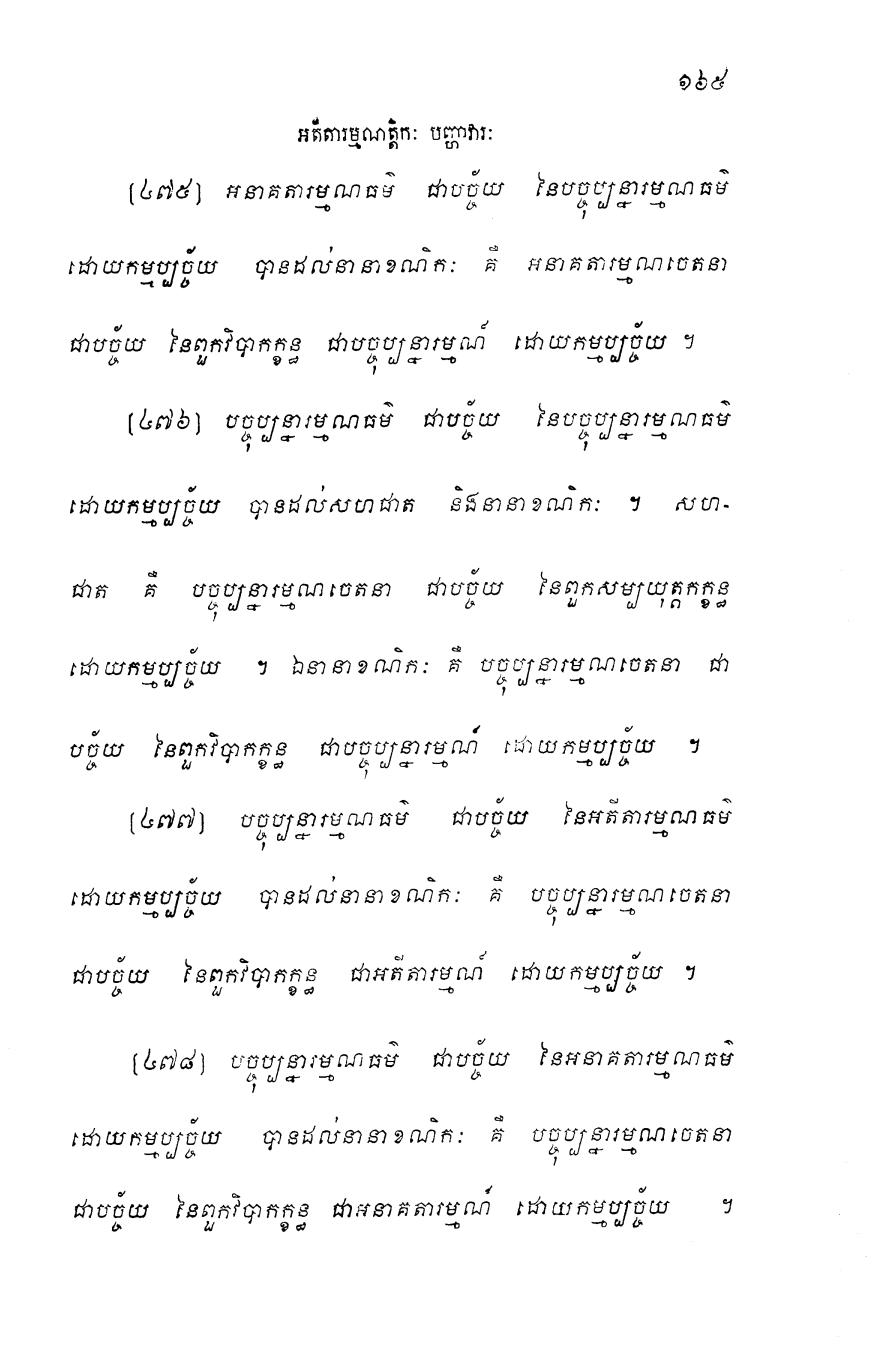 ១៦៥
អតីតារម្មណត្តិកៈ បញ្ហាវារៈ
[៤៧៥] អនាគតារម្មណធម៌ ជាបច្ច័យ នៃបច្ចុប្បន្នារម្មណធម៌
ដោយកម្មប្បច្ច័យ បានដល់នានាខណិកៈ គឺ អនាគតារម្មណចេតនា
ជាបច្ច័យ នៃពួកវិបាកក្ខន្ធ ជាបច្ចុប្បន្នារម្មណ៍ ដោយកម្មប្បច្ច័យ ។
[៤៧៦] បច្ចុប្បន្នារម្មណធម៌ ជាបច្ច័យ នៃបច្ចុប្បន្នារម្មណធម៌
ដោយកម្មប្បច្ច័យ បានដល់សហជាត និងនានាខណិកៈ ។ សហ-
ជាត គឺ បច្ចុប្បន្នារម្មណចេតនា ជាបច្ច័យ នៃពួកសម្បយុត្តកក្ខន្ធ
ដោយកម្មប្បច្ច័យ ។ ឯនានាខណិកៈ គឺ បច្ចុប្បន្នារម្មណចេតនា ជា
បច្ច័យ នៃពួកវិបាកក្ខន្ធ ជាបច្ចុប្បន្នារម្មណ៍ ដោយកម្មប្បច្ច័យ ។
[៤៧៧] បច្ចុប្បន្នារម្មណធម៌ ជាបច្ច័យ នៃអតីតារម្មណធម៌
ដោយកម្មប្បច្ច័យ បានដល់នានាខណិកៈ គឺ បច្ចុប្បន្នារម្មណចេតនា
ជាបច្ច័យ នៃពួកវិបាកក្ខន្ធ ជាអតីតារម្មណ៍ ដោយកម្មប្បច្ច័យ ។
[៤៧៨] បច្ចុប្បន្នារម្មណធម៌ ជាបច្ច័យ នៃអនាគតារម្មណធម៌
ដោយកម្មប្បច្ច័យ បានដល់នានាខណិកៈ គឺ បច្ចុប្បន្នារម្មណចេតនា
ជាបច្ច័យ នៃពួកវិបាកក្ខន្ធ ជាអនាគតារម្មណ៍ ដោយកម្មប្បច្ច័យ ។